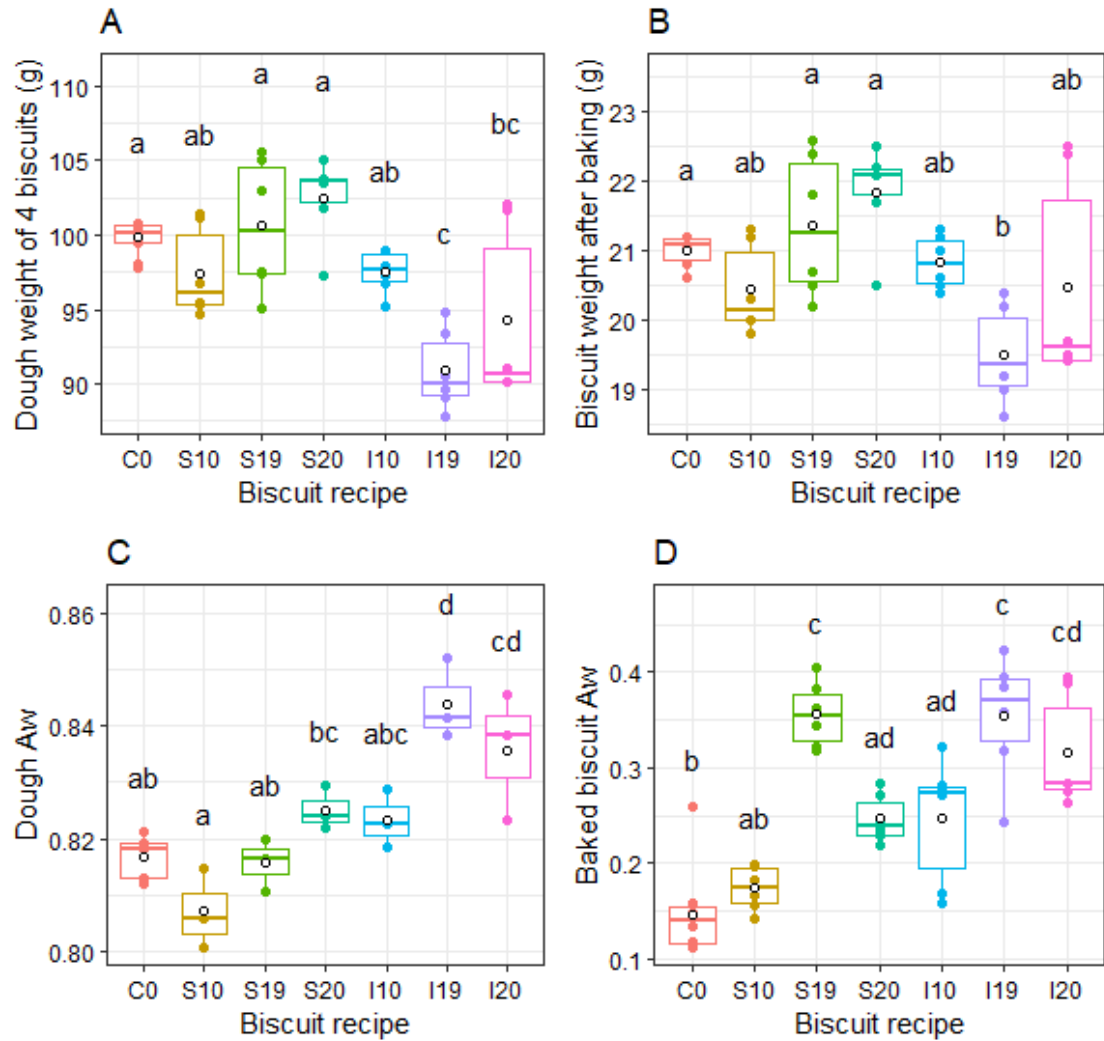 A
Dough weight of 4 biscuits (g)
110
105
100
95
90
a
ab
a
a
ab
c
bc
C0 S10 S19 S20 I10 I19 I20
Biscuit recipe
B
Biscuit weight after baking (g)
23
22
21
20
19
a
ab
a
a
ab
b
ab
C0 S10 S19 S20 I10 I19 I20
Biscuit recipe
C
Dough Aw
0.86
0.84
0.82
0.80
ab
a
ab
bc
abc
d
cd
C0 S10 S19 S20 I10 I19 I20
Biscuit recipe
D
Baked biscuit Aw
0.4
0.3
0.2
0.1
b
ab
c
ad
ad
c
cd
C0 S10 S19 S20 I10 I19 I20
Biscuit recipe